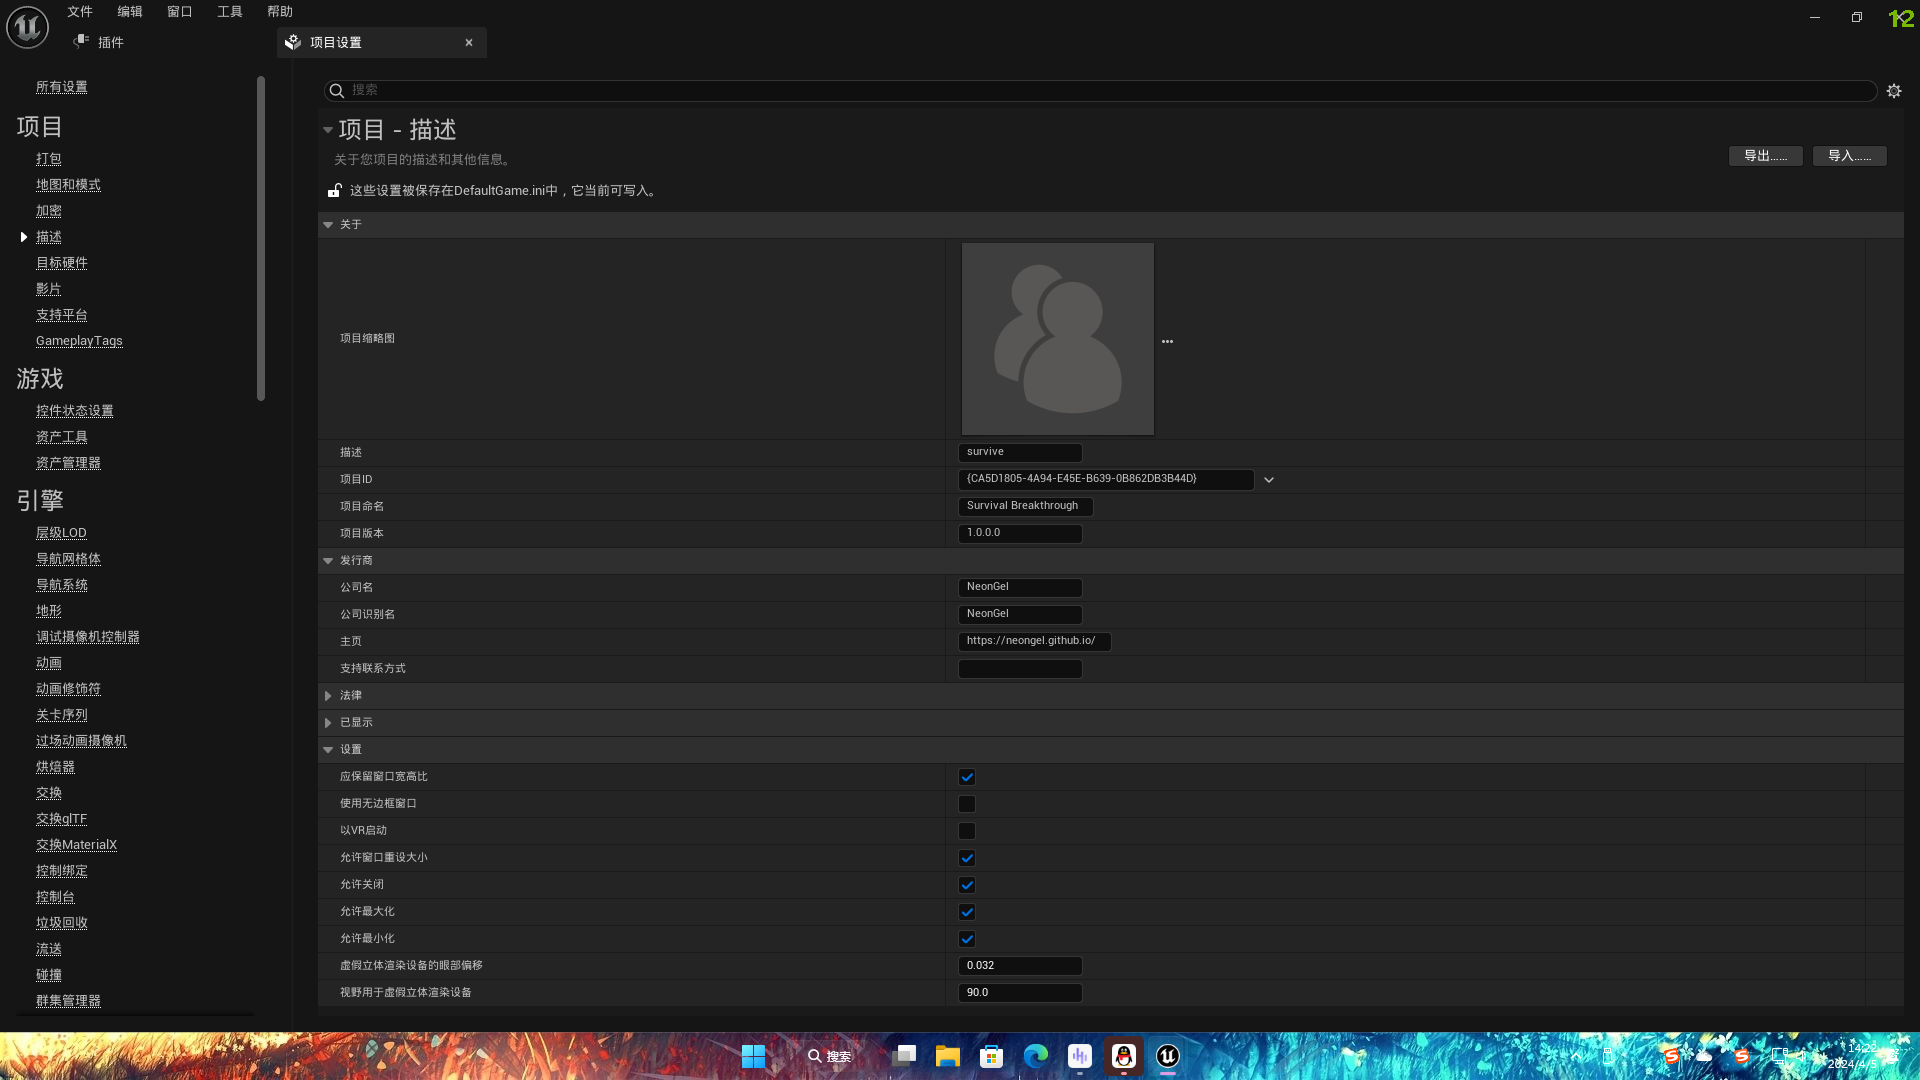 文件 编辑 窗口 工具 帮助
12
插件
项目设置
所有设置
项目
打包
地图和模式
加密
描述
目标硬件
影片
支持平台
GameplayTags
游戏
控件状态设置
资产工具
资产管理器
引擎
层级LOD
导航网格体
导航系统
地形
调试摄像机控制器
动画
动画修饰符
关卡序列
过场动画摄像机
烘焙器
交换
交换glTF
交换MaterialX
控制绑定
控制台
垃圾回收
流送
碰撞
群集管理器
搜索
项目 - 描述
关于您项目的描述和其他信息。
导出…… 导入……
这些设置被保存在DefaultGame.ini中，它当前可写入。
关于
项目缩略图
描述 survive
项目ID {CA5D1805-4A94-E45E-B639-0B862DB3B44D}
项目命名 Survival Breakthrough
项目版本 1.0.0.0
发行商
公司名 NeonGel
公司识别名 NeonGel
主页 https://neongel.github.io/
支持联系方式
法律
已显示
设置
应保留窗口宽高比
使用无边框窗口
以VR启动
允许窗口重设大小
允许关闭
允许最大化
允许最小化
虚假立体渲染设备的眼部偏移 0.032
视野用于虚假立体渲染设备 90.0
搜索
14:22
2024/4/5